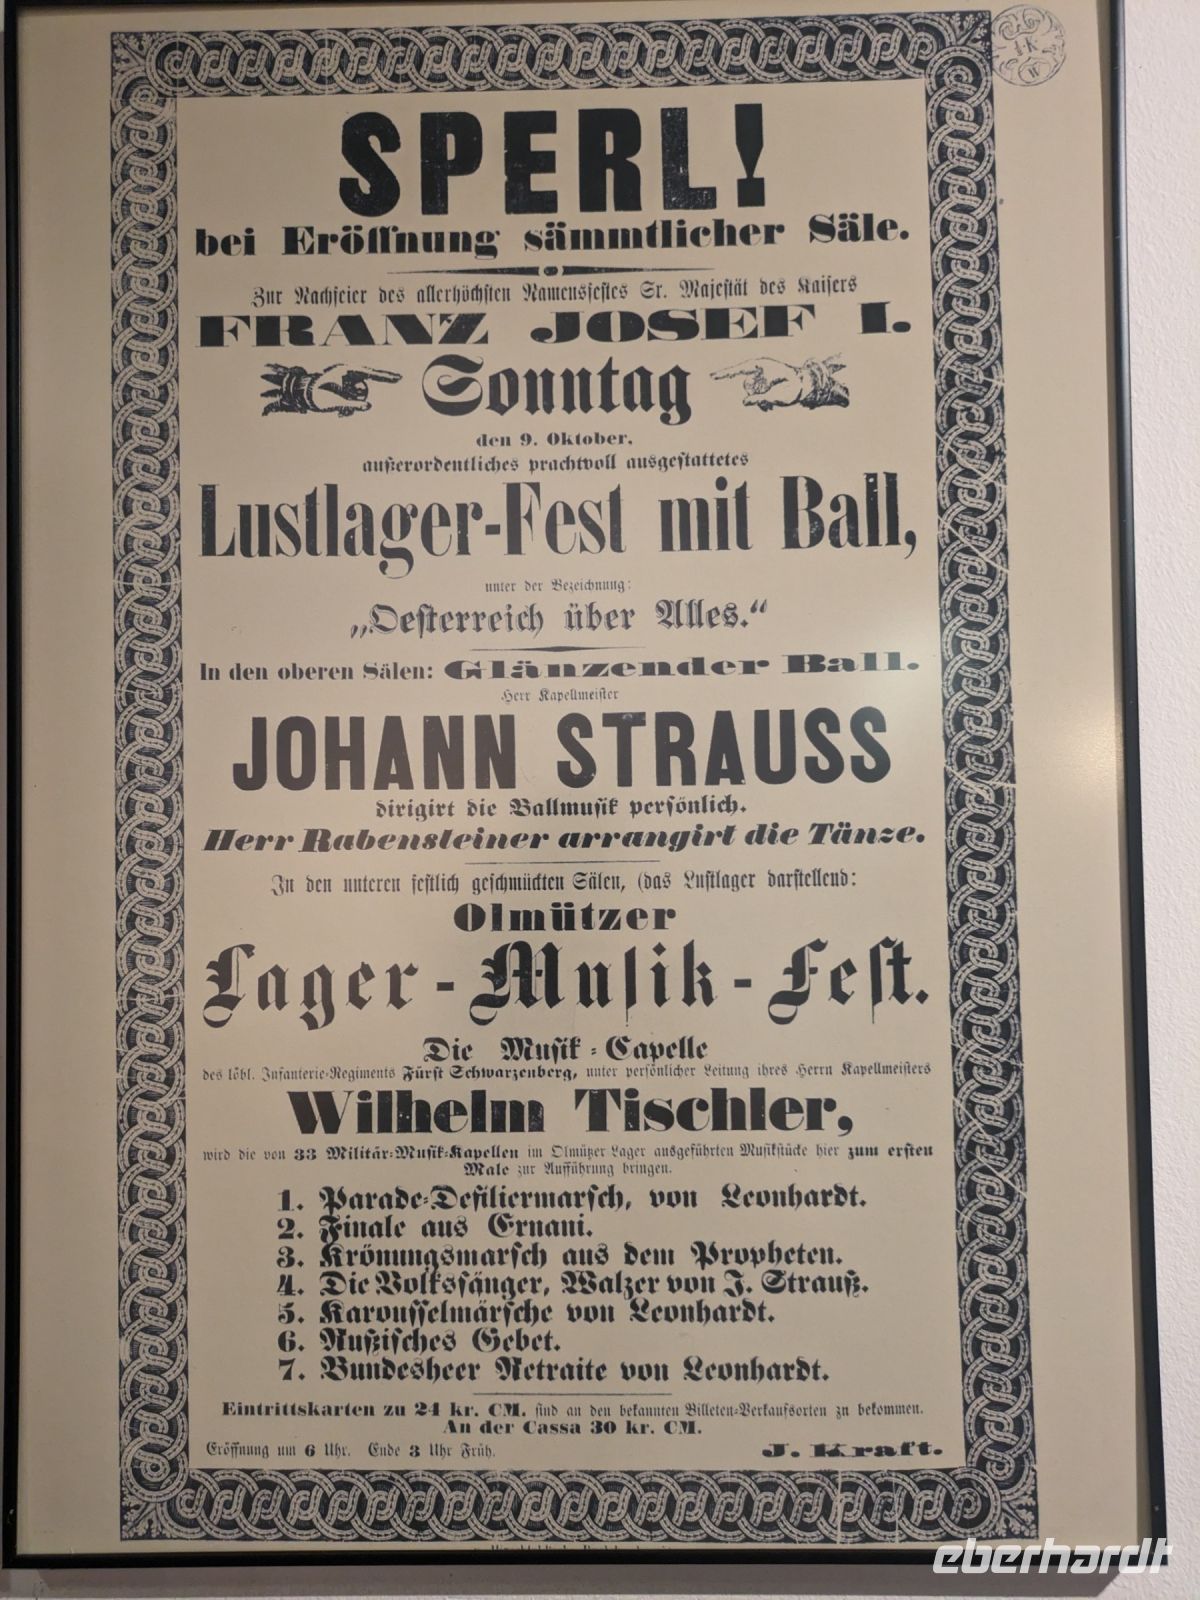 J.K
W
SPERL!
bei Eröffnung sämmtlicher Säle.
Zur Nachfeier des allerhöchsten Namensfestes Sr. Majestät des Kaisers
FRANZ JOSEF I.
Sonntag
den 9. Oktober,
außerordentliches prachtvoll ausgestattetes
Lustlager-Fest mit Ball,
unter der Bezeichnung:
„Oesterreich über Alles.“
In den oberen Sälen: Glänzender Ball.
Herr Kapellmeister
JOHANN STRAUSS
dirigirt die Ballmusik persönlich.
Herr Rabensteiner arrangirt die Tänze.
In den unteren festlich geschmückten Sälen, (das Lustlager darstellend:
Olmützer
Lager-Musik-Fest.
Die Musik-Capelle
des löbl. Infanterie-Regiments Fürst Schwarzenberg, unter persönlicher Leitung ihres Herrn Kapellmeisters
Wilhelm Tischler,
wird die von 33 Militär-Musik-Kapellen im Olmützer Lager ausgeführten Musikstücke hier zum ersten
Male zur Aufführung bringen.
1. Parade-Defiliermarsch, von Leonhardt.
2. Finale aus Ernani.
3. Krönungsmarsch aus dem Propheten.
4. Die Volkssänger, Walzer von J. Strauß.
5. Karousselmärsche von Leonhardt.
6. Rußisches Gebet.
7. Bundesheer Retraite von Leonhardt.
Eintrittskarten zu 24 kr. CM. sind an den bekannten Billeten-Verkaufsorten zu bekommen.
An der Cassa 30 kr. CM.
Eröffnung um 6 Uhr. Ende 3 Uhr Früh. J. Kraft.
eberhardt